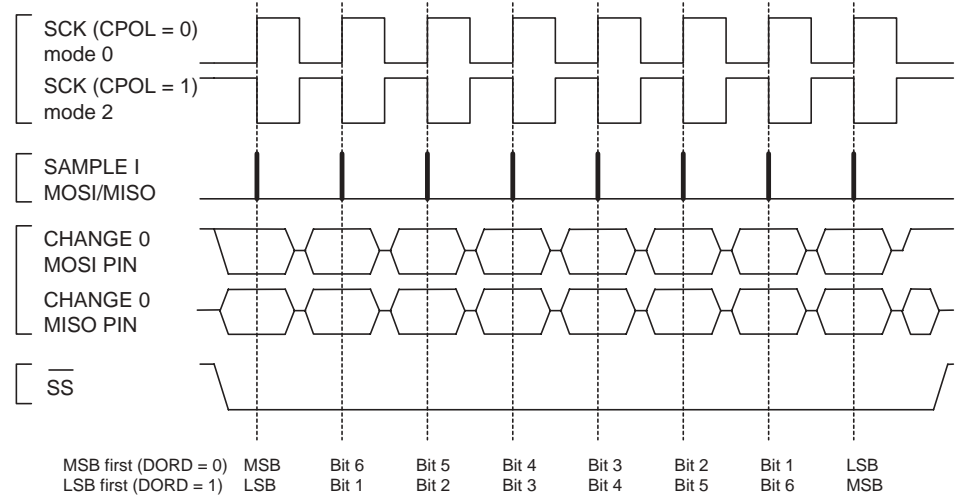 SCK (CPOL = 0)
mode 0
SCK (CPOL = 1)
mode 2
SAMPLE I
MOSI/MISO
CHANGE 0
MOSI PIN
CHANGE 0
MISO PIN
SS
MSB first (DORD = 0) MSB Bit 6 Bit 5 Bit 4 Bit 3 Bit 2 Bit 1 LSB
LSB first (DORD = 1) LSB Bit 1 Bit 2 Bit 3 Bit 4 Bit 5 Bit 6 MSB